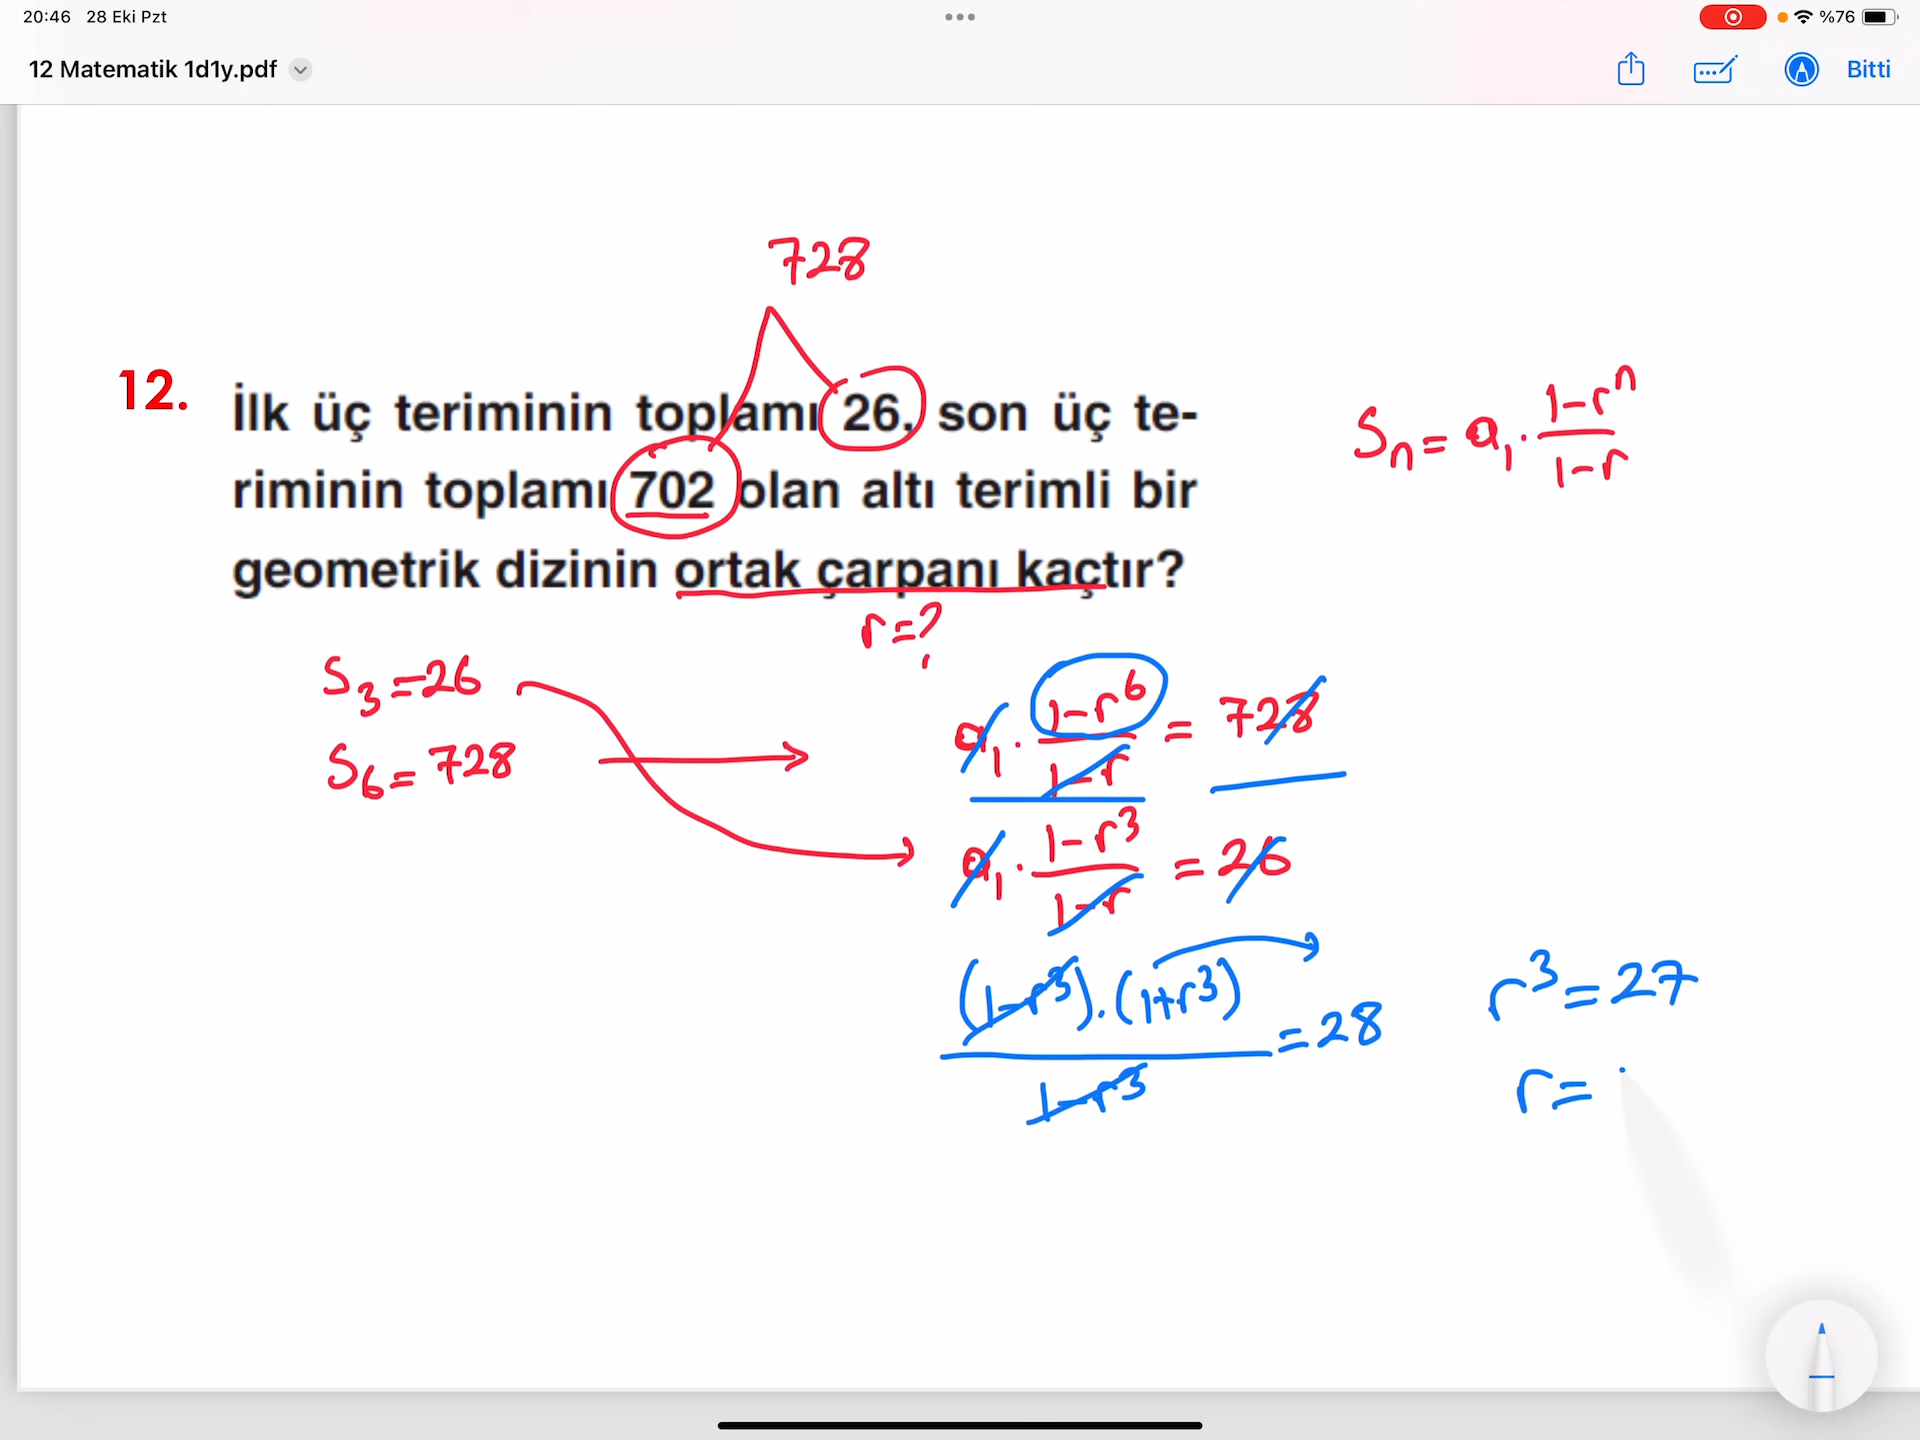 20:46 28 Eki Pzt
%76
12 Matematik 1d1y.pdf
Bitti
728
12. İlk üç teriminin toplamı 26, son üç te-
riminin toplamı 702 olan altı terimli bir
geometrik dizinin ortak çarpanı kaçtır?
Sn = a1 · 1-r^n / 1-r
r=?
S3=26
S6=728
a1 · 1-r^6 / 1-r = 728
a1 · 1-r^3 / 1-r = 26
(1-r^3).(1+r^3) / 1-r^3 = 28
r^3=27
r=